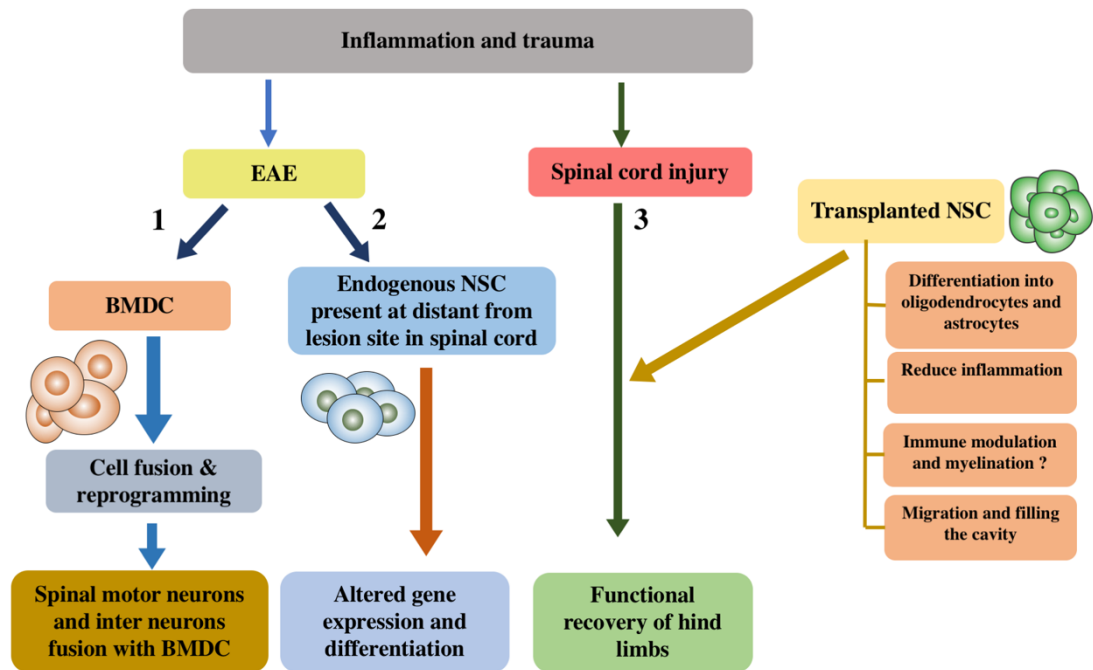 Inflammation and trauma
EAE
Spinal cord injury
1
2
3
Transplanted NSC
BMDC
Endogenous NSC
present at distant from
lesion site in spinal cord
Differentiation into
oligodendrocytes and
astrocytes
Reduce inflammation
Immune modulation
and myelination ?
Migration and filling
the cavity
Cell fusion &
reprogramming
Spinal motor neurons
and inter neurons
fusion with BMDC
Altered gene
expression and
differentiation
Functional
recovery of hind
limbs